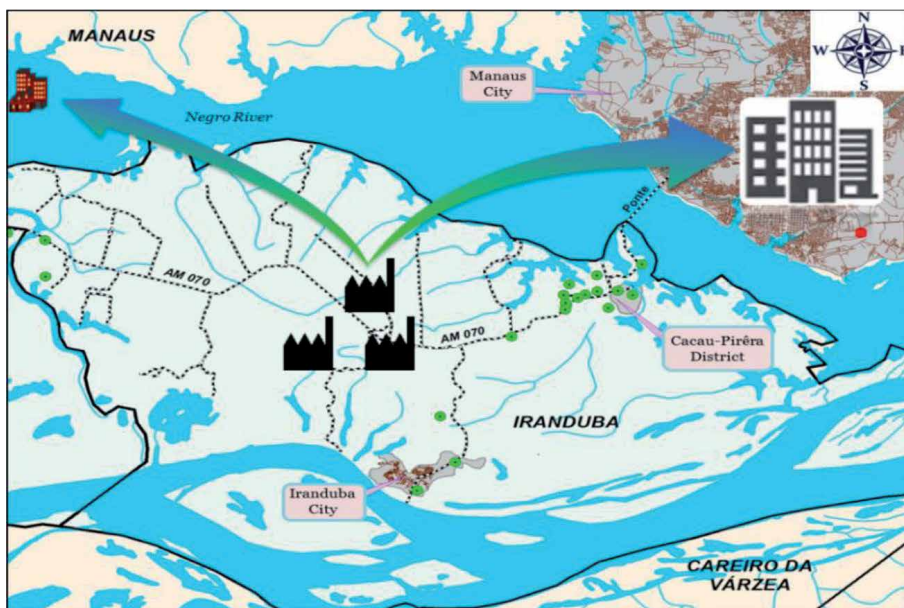 MANAUS
N
W
E
S
Manaus
City
Negro River
Ponte
AM 070
AM 070
Cacau-Pirêra
District
IRANDUBA
Iranduba
City
CAREIRO DA
VÁRZEA